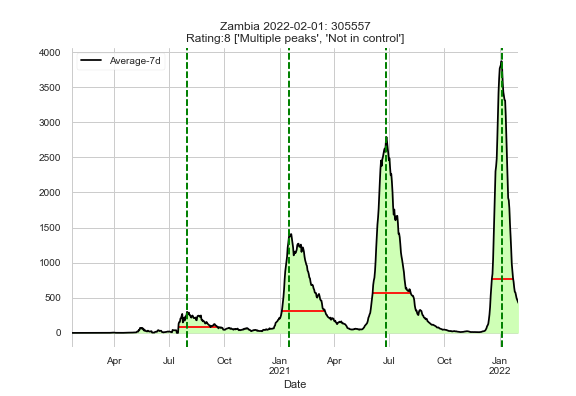 Zambia 2022-02-01: 305557
Rating:8 ['Multiple peaks', 'Not in control']
Average-7d
4000
3500
3000
2500
2000
1500
1000
500
0
Apr Jul Oct Jan Apr Jul Oct Jan
2021 2022
Date